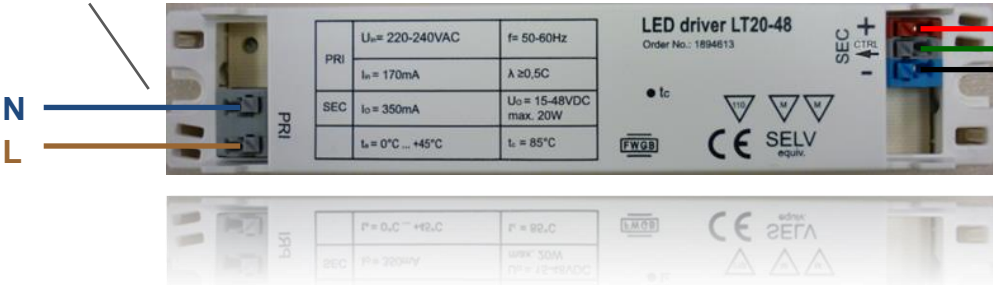 N
L
PRI
PRI
Uin= 220-240VAC
f= 50-60Hz
Iin = 170mA
λ ≥0,5C
SEC
Io = 350mA
Uo = 15-48VDC
max. 20W
ta = 0°C ... +45°C
tc = 85°C
LED driver LT20-48
Order No.: 1894613
tc
FWGB
110
M
M
CE
SELV
equiv.
SEC
+
CTRL
-